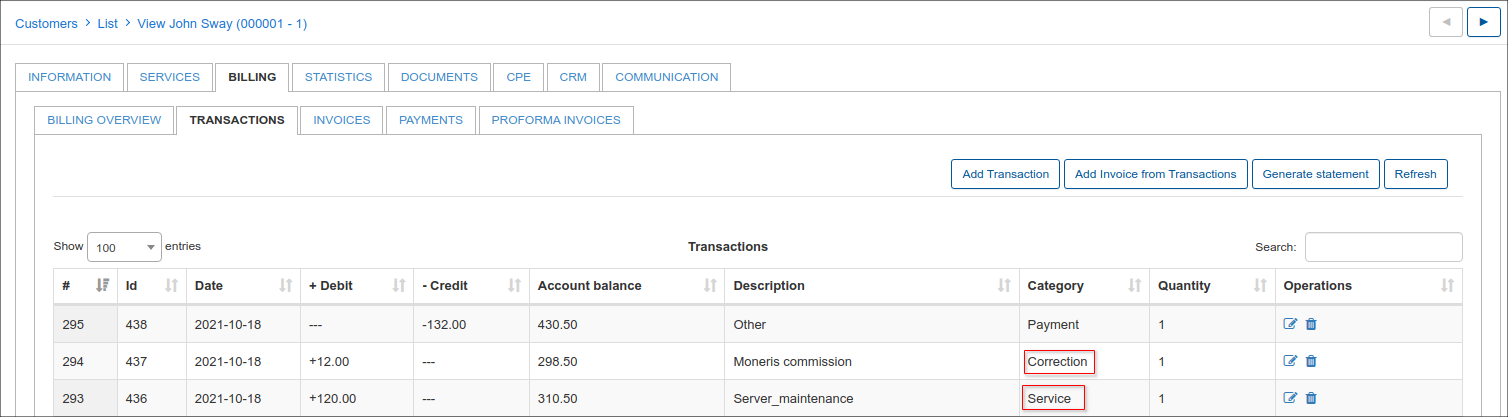 Customers > List > View John Sway (000001 - 1)
INFORMATION SERVICES BILLING STATISTICS DOCUMENTS CPE CRM COMMUNICATION
BILLING OVERVIEW TRANSACTIONS INVOICES PAYMENTS PROFORMA INVOICES
Add Transaction Add Invoice from Transactions Generate statement Refresh
Show 100 entries Transactions Search:
# Id Date + Debit - Credit Account balance Description Category Quantity Operations
295 438 2021-10-18 --- -132.00 430.50 Other Payment 1
294 437 2021-10-18 +12.00 --- 298.50 Moneris commission Correction 1
293 436 2021-10-18 +120.00 --- 310.50 Server_maintenance Service 1